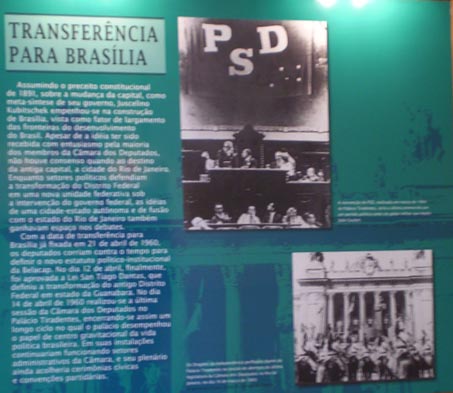 TRANSFERÊNCIA
PARA BRASÍLIA
Assumindo o preceito constitucional
de 1891, sobre a mudança da capital, como
meta-síntese de seu governo, Juscelino
Kubitschek empenhou-se na construção
de Brasília, vista como fator de largamento
das fronteiras do desenvolvimento
do Brasil. Apesar de a idéia ter sido
recebida com entusiasmo pela maioria
dos membros da Câmara dos Deputados,
não houve consenso quanto ao destino
da antiga capital, a cidade do Rio de Janeiro.
Enquanto setores políticos defendiam
a transformação do Distrito Federal
em uma nova unidade federativa sob
a intervenção do governo federal, as idéias
de uma cidade-estado autônoma e de fusão
com o estado do Rio de Janeiro também
ganhavam espaço nos debates.
Com a data de transferência para
Brasília já fixada em 21 de abril de 1960,
os deputados corriam contra o tempo para
definir o novo estatuto político-institucional
da Belacap. No dia 12 de abril, finalmente,
foi aprovada a Lei San Tiago Dantas, que
definiu a transformação do antigo Distrito
Federal em estado da Guanabara. No dia
14 de abril de 1960 realizou-se a última
sessão da Câmara dos Deputados no
Palácio Tiradentes, encerrando-se assim um
longo ciclo no qual o palácio desempenhou
o papel de centro gravitacional da vida
política brasileira. Em suas instalações
continuariam funcionando setores
administrativos da Câmara, e seu plenário
ainda acolheria cerimônias cívicas
e convenções partidárias.
PSD